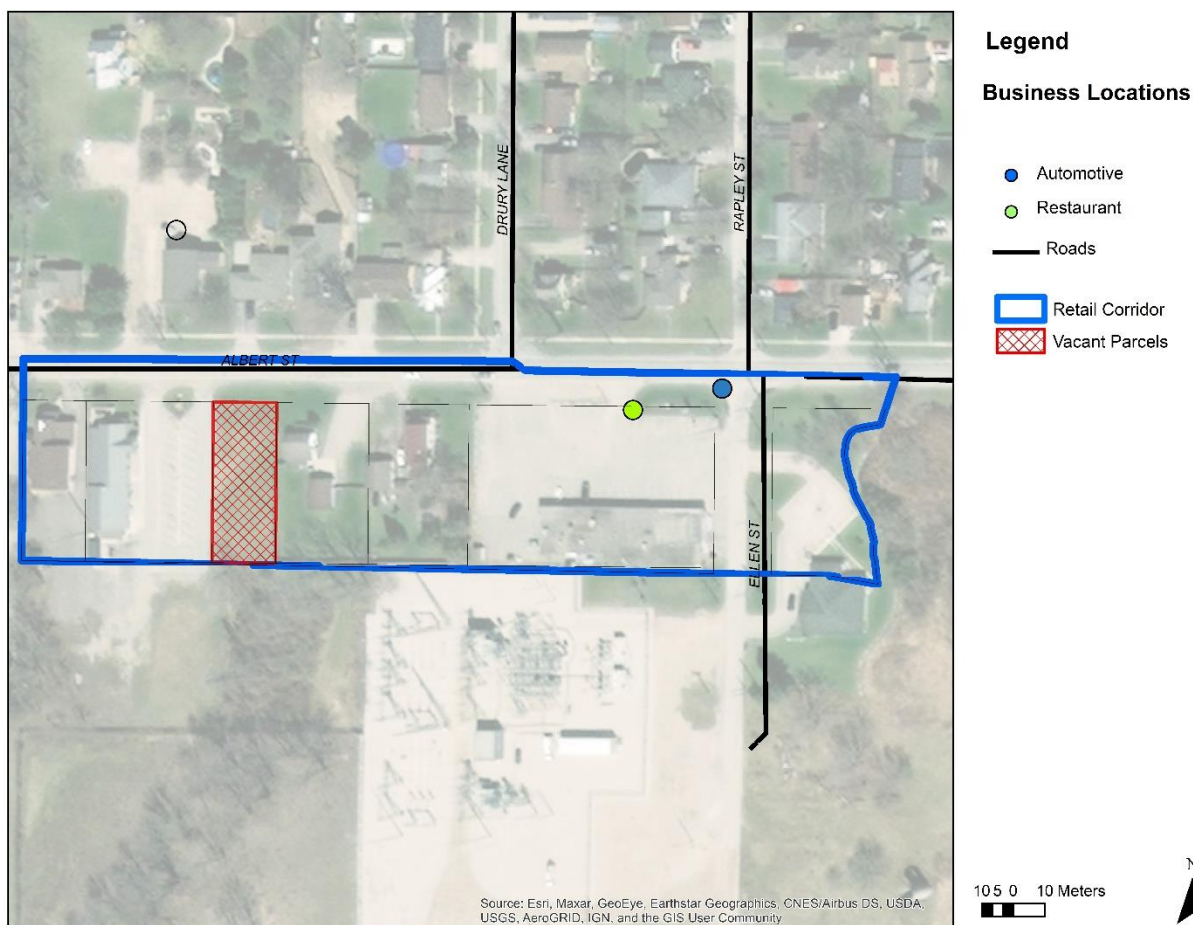 Legend
Business Locations
Automotive
Restaurant
Roads
Retail Corridor
Vacant Parcels
DRURY LANE
RAPLEY ST
ALBERT ST
ELLEN ST
Source: Esri, Maxar, GeoEye, Earthstar Geographics, CNES/Airbus DS, USDA,
USGS, AeroGRID, IGN, and the GIS User Community
10 5 0 10 Meters
N